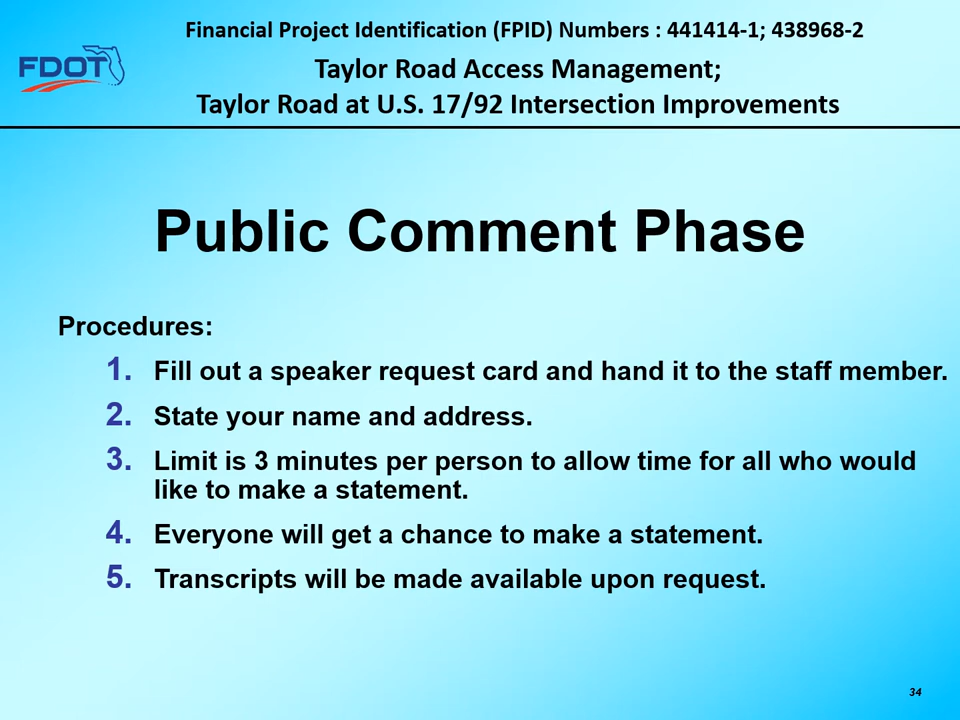 Financial Project Identification (FPID) Numbers : 441414-1; 438968-2
FDOT
Taylor Road Access Management;
Taylor Road at U.S. 17/92 Intersection Improvements
Public Comment Phase
Procedures:
1. Fill out a speaker request card and hand it to the staff member.
2. State your name and address.
3. Limit is 3 minutes per person to allow time for all who would
like to make a statement.
4. Everyone will get a chance to make a statement.
5. Transcripts will be made available upon request.
34